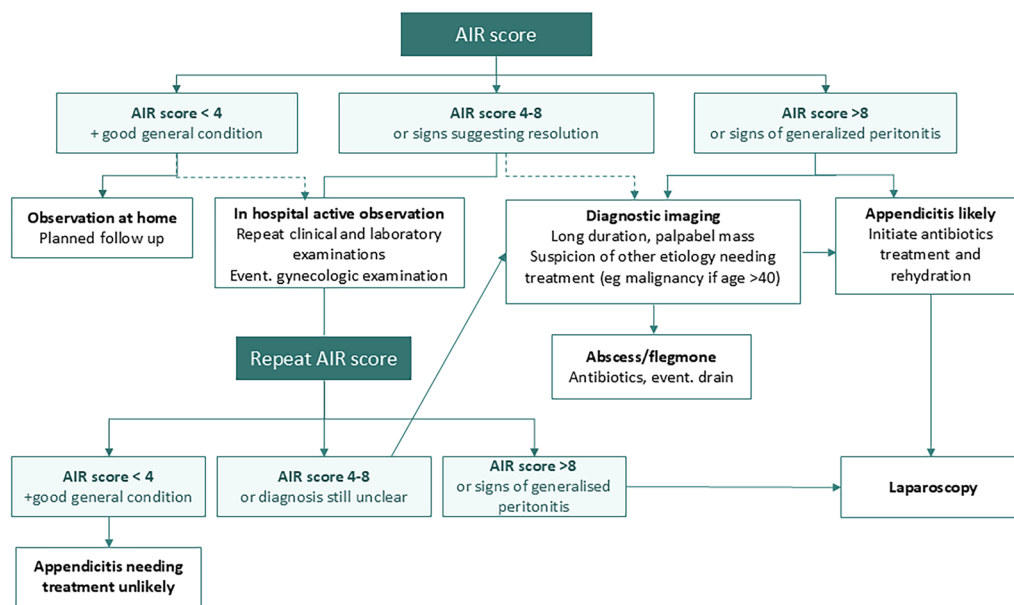 AIR score
AIR score < 4
+ good general condition
AIR score 4-8
or signs suggesting resolution
AIR score >8
or signs of generalized peritonitis
Observation at home
Planned follow up
In hospital active observation
Repeat clinical and laboratory
examinations
Event. gynecologic examination
Diagnostic imaging
Long duration, palpabel mass
Suspicion of other etiology needing
treatment (eg malignancy if age >40)
Appendicitis likely
Initiate antibiotics
treatment and
rehydration
Abscess/flegmone
Antibiotics, event. drain
Repeat AIR score
AIR score < 4
+good general condition
AIR score 4-8
or diagnosis still unclear
AIR score >8
or signs of generalised
peritonitis
Laparoscopy
Appendicitis needing
treatment unlikely